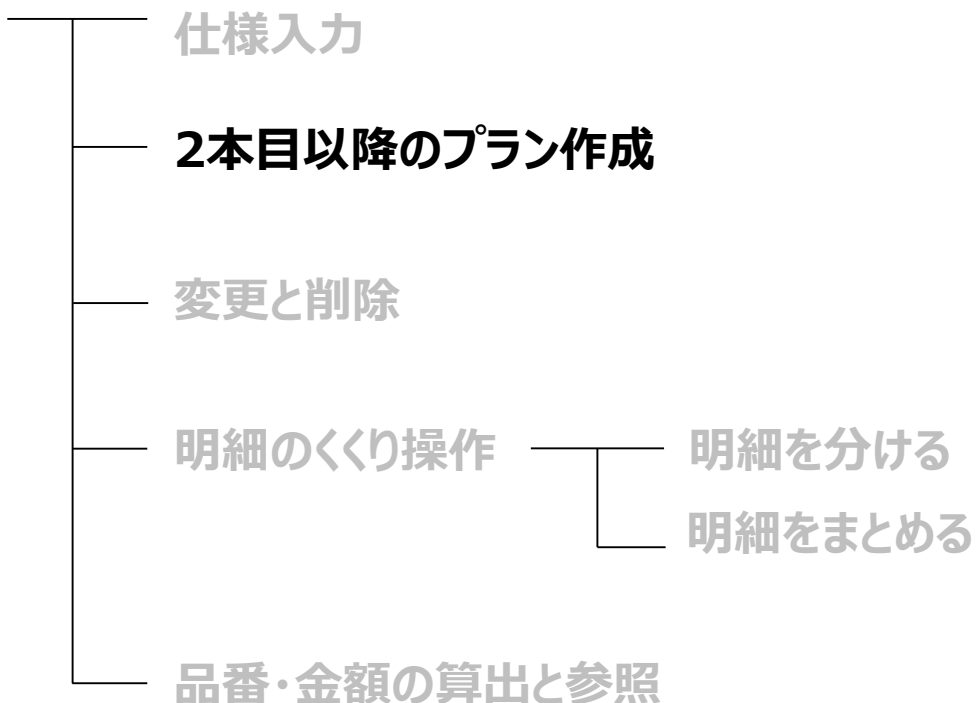 仕様入力
2本目以降のプラン作成
変更と削除
明細のくくり操作
明細を分ける
明細をまとめる
品番・金額の算出と参照